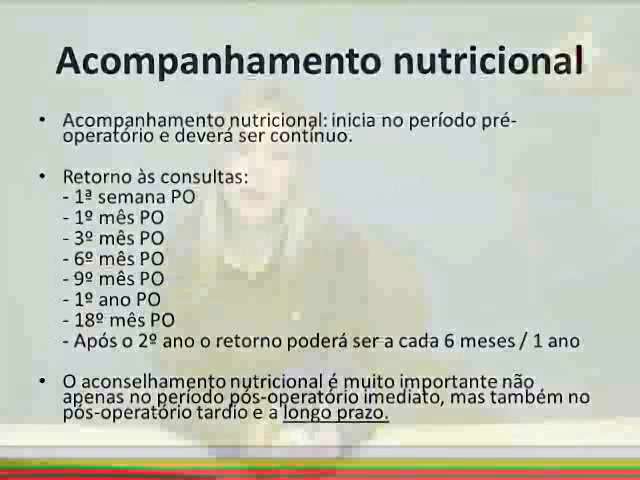 Acompanhamento nutricional
• Acompanhamento nutricional: inicia no período pré-
operatório e deverá ser contínuo.
• Retorno às consultas:
- 1ª semana PO
- 1º mês PO
- 3º mês PO
- 6º mês PO
- 9º mês PO
- 1º ano PO
- 18º mês PO
- Após o 2º ano o retorno poderá ser a cada 6 meses / 1 ano
• O aconselhamento nutricional é muito importante não
apenas no período pós-operatório imediato, mas também no
pós-operatório tardio e a longo prazo.